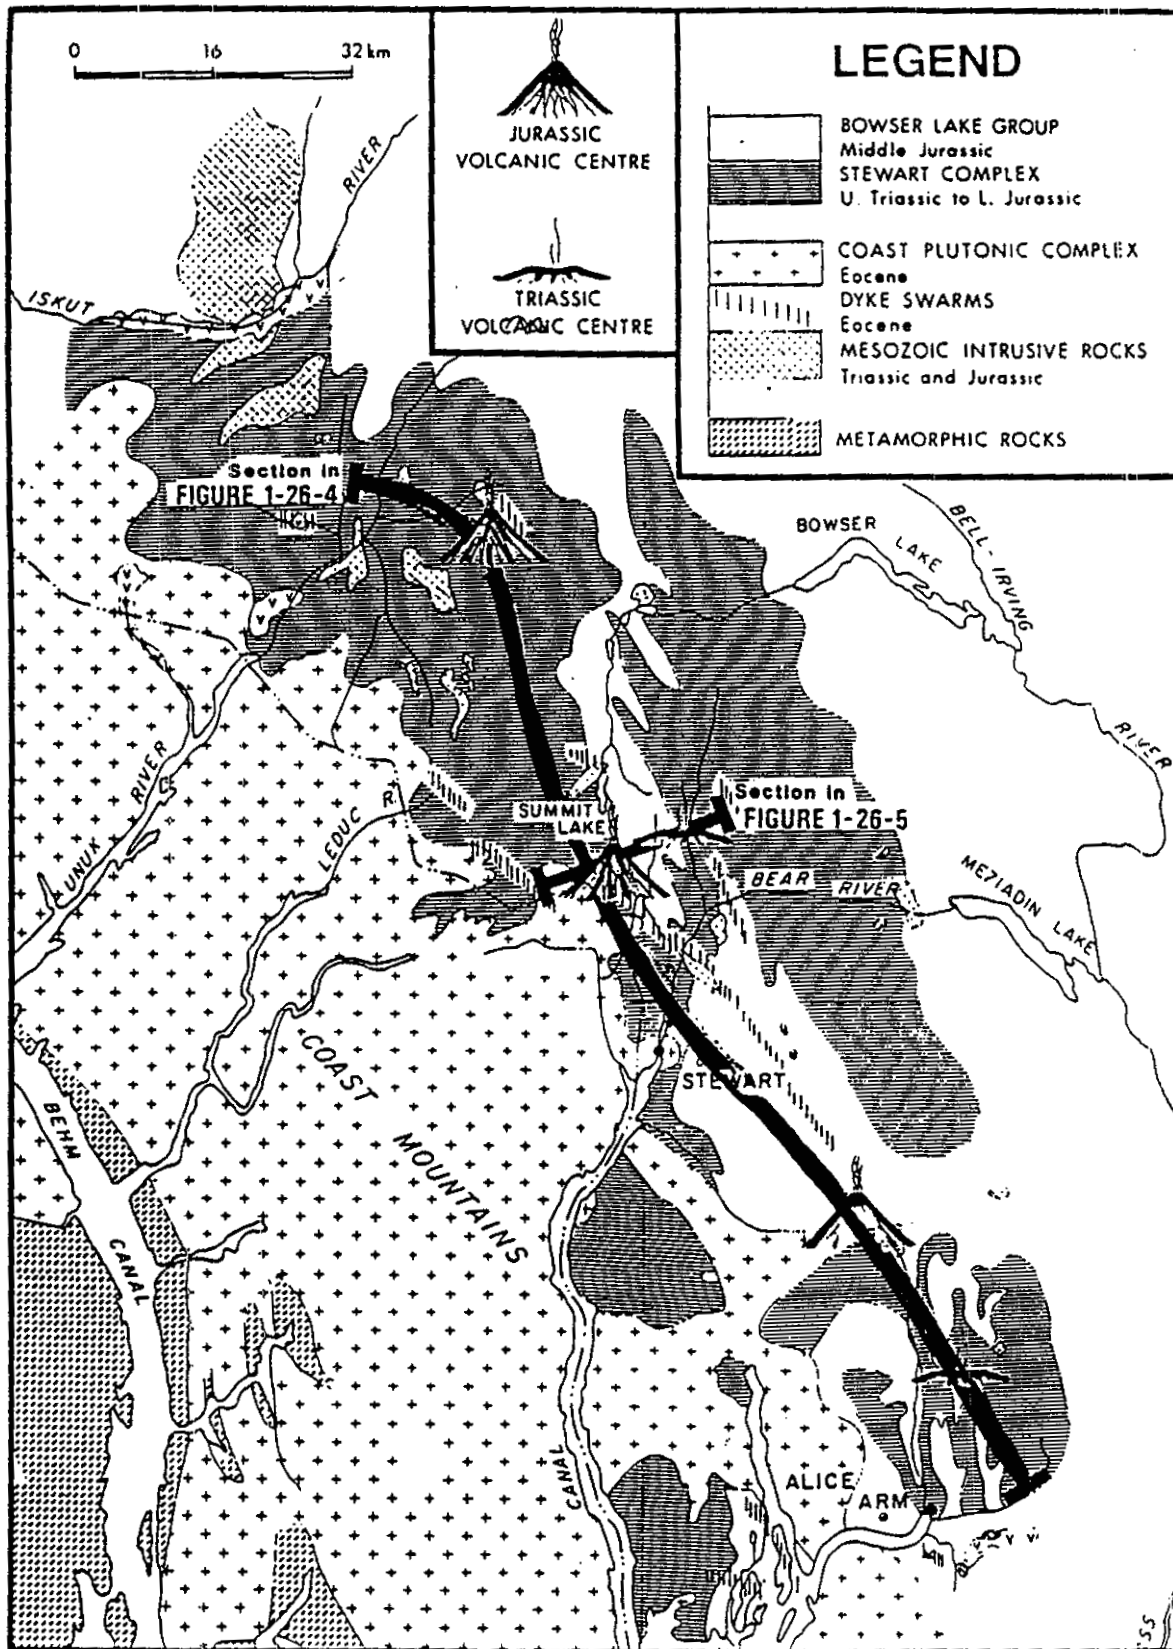 0 16 32 km
JURASSIC
VOLCANIC CENTRE
TRIASSIC
VOLCANIC CENTRE
LEGEND
BOWSER LAKE GROUP
Middle Jurassic
STEWART COMPLEX
U. Triassic to L. Jurassic
COAST PLUTONIC COMPLEX
Eocene
DYKE SWARMS
Eocene
MESOZOIC INTRUSIVE ROCKS
Triassic and Jurassic
METAMORPHIC ROCKS
ISKUT
RIVER
Section in
FIGURE 1-26-4
BOWSER
LAKE
BELL-IRVING
RIVER
UNUK
RIVER
LEDUC
R.
SUMMIT
LAKE
Section in
FIGURE 1-26-5
BEAR
RIVER
MEZIADIN LAKE
COAST
MOUNTAINS
STEWART
BEHM
CANAL
CANAL
ALICE
ARM